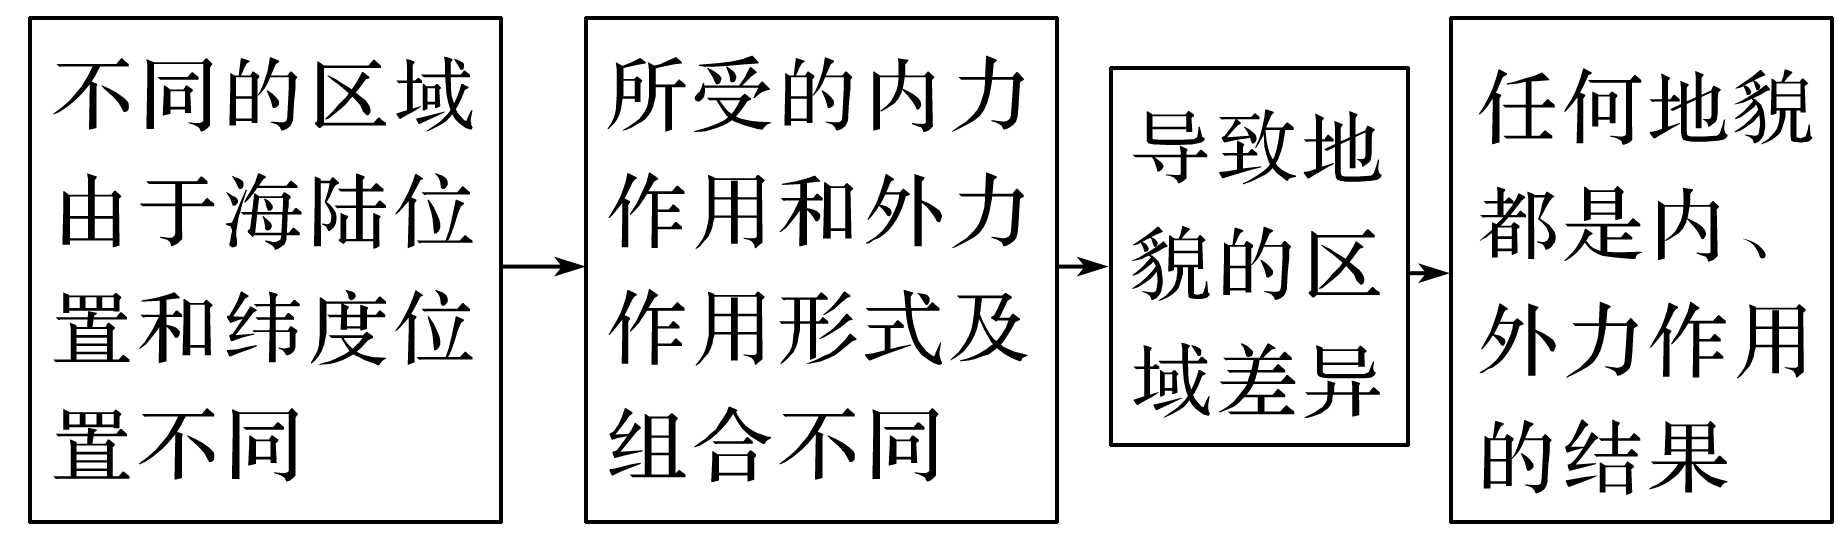 不同的区域
由于海陆位
置和纬度位
置不同
所受的内力
作用和外力
作用形式及
组合不同
导致地
貌的区
域差异
任何地貌
都是内、
外力作用
的结果